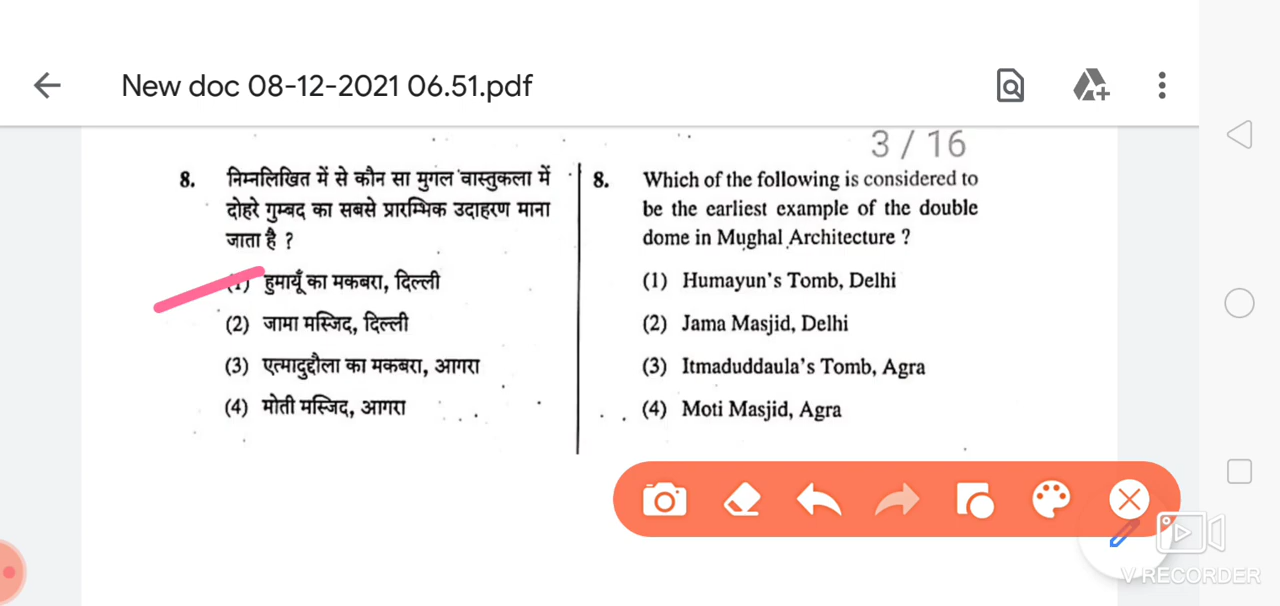 New doc 08-12-2021 06.51.pdf
3 / 16
8. निम्नलिखित में से कौन सा मुगल वास्तुकला में
दोहरे गुम्बद का सबसे प्रारम्भिक उदाहरण माना
जाता है ?
(1) हुमायूँ का मकबरा, दिल्ली
(2) जामा मस्जिद, दिल्ली
(3) एत्मादुद्दौला का मकबरा, आगरा
(4) मोती मस्जिद, आगरा
8. Which of the following is considered to
be the earliest example of the double
dome in Mughal Architecture ?
(1) Humayun's Tomb, Delhi
(2) Jama Masjid, Delhi
(3) Itmaduddaula's Tomb, Agra
(4) Moti Masjid, Agra
V RECORDER